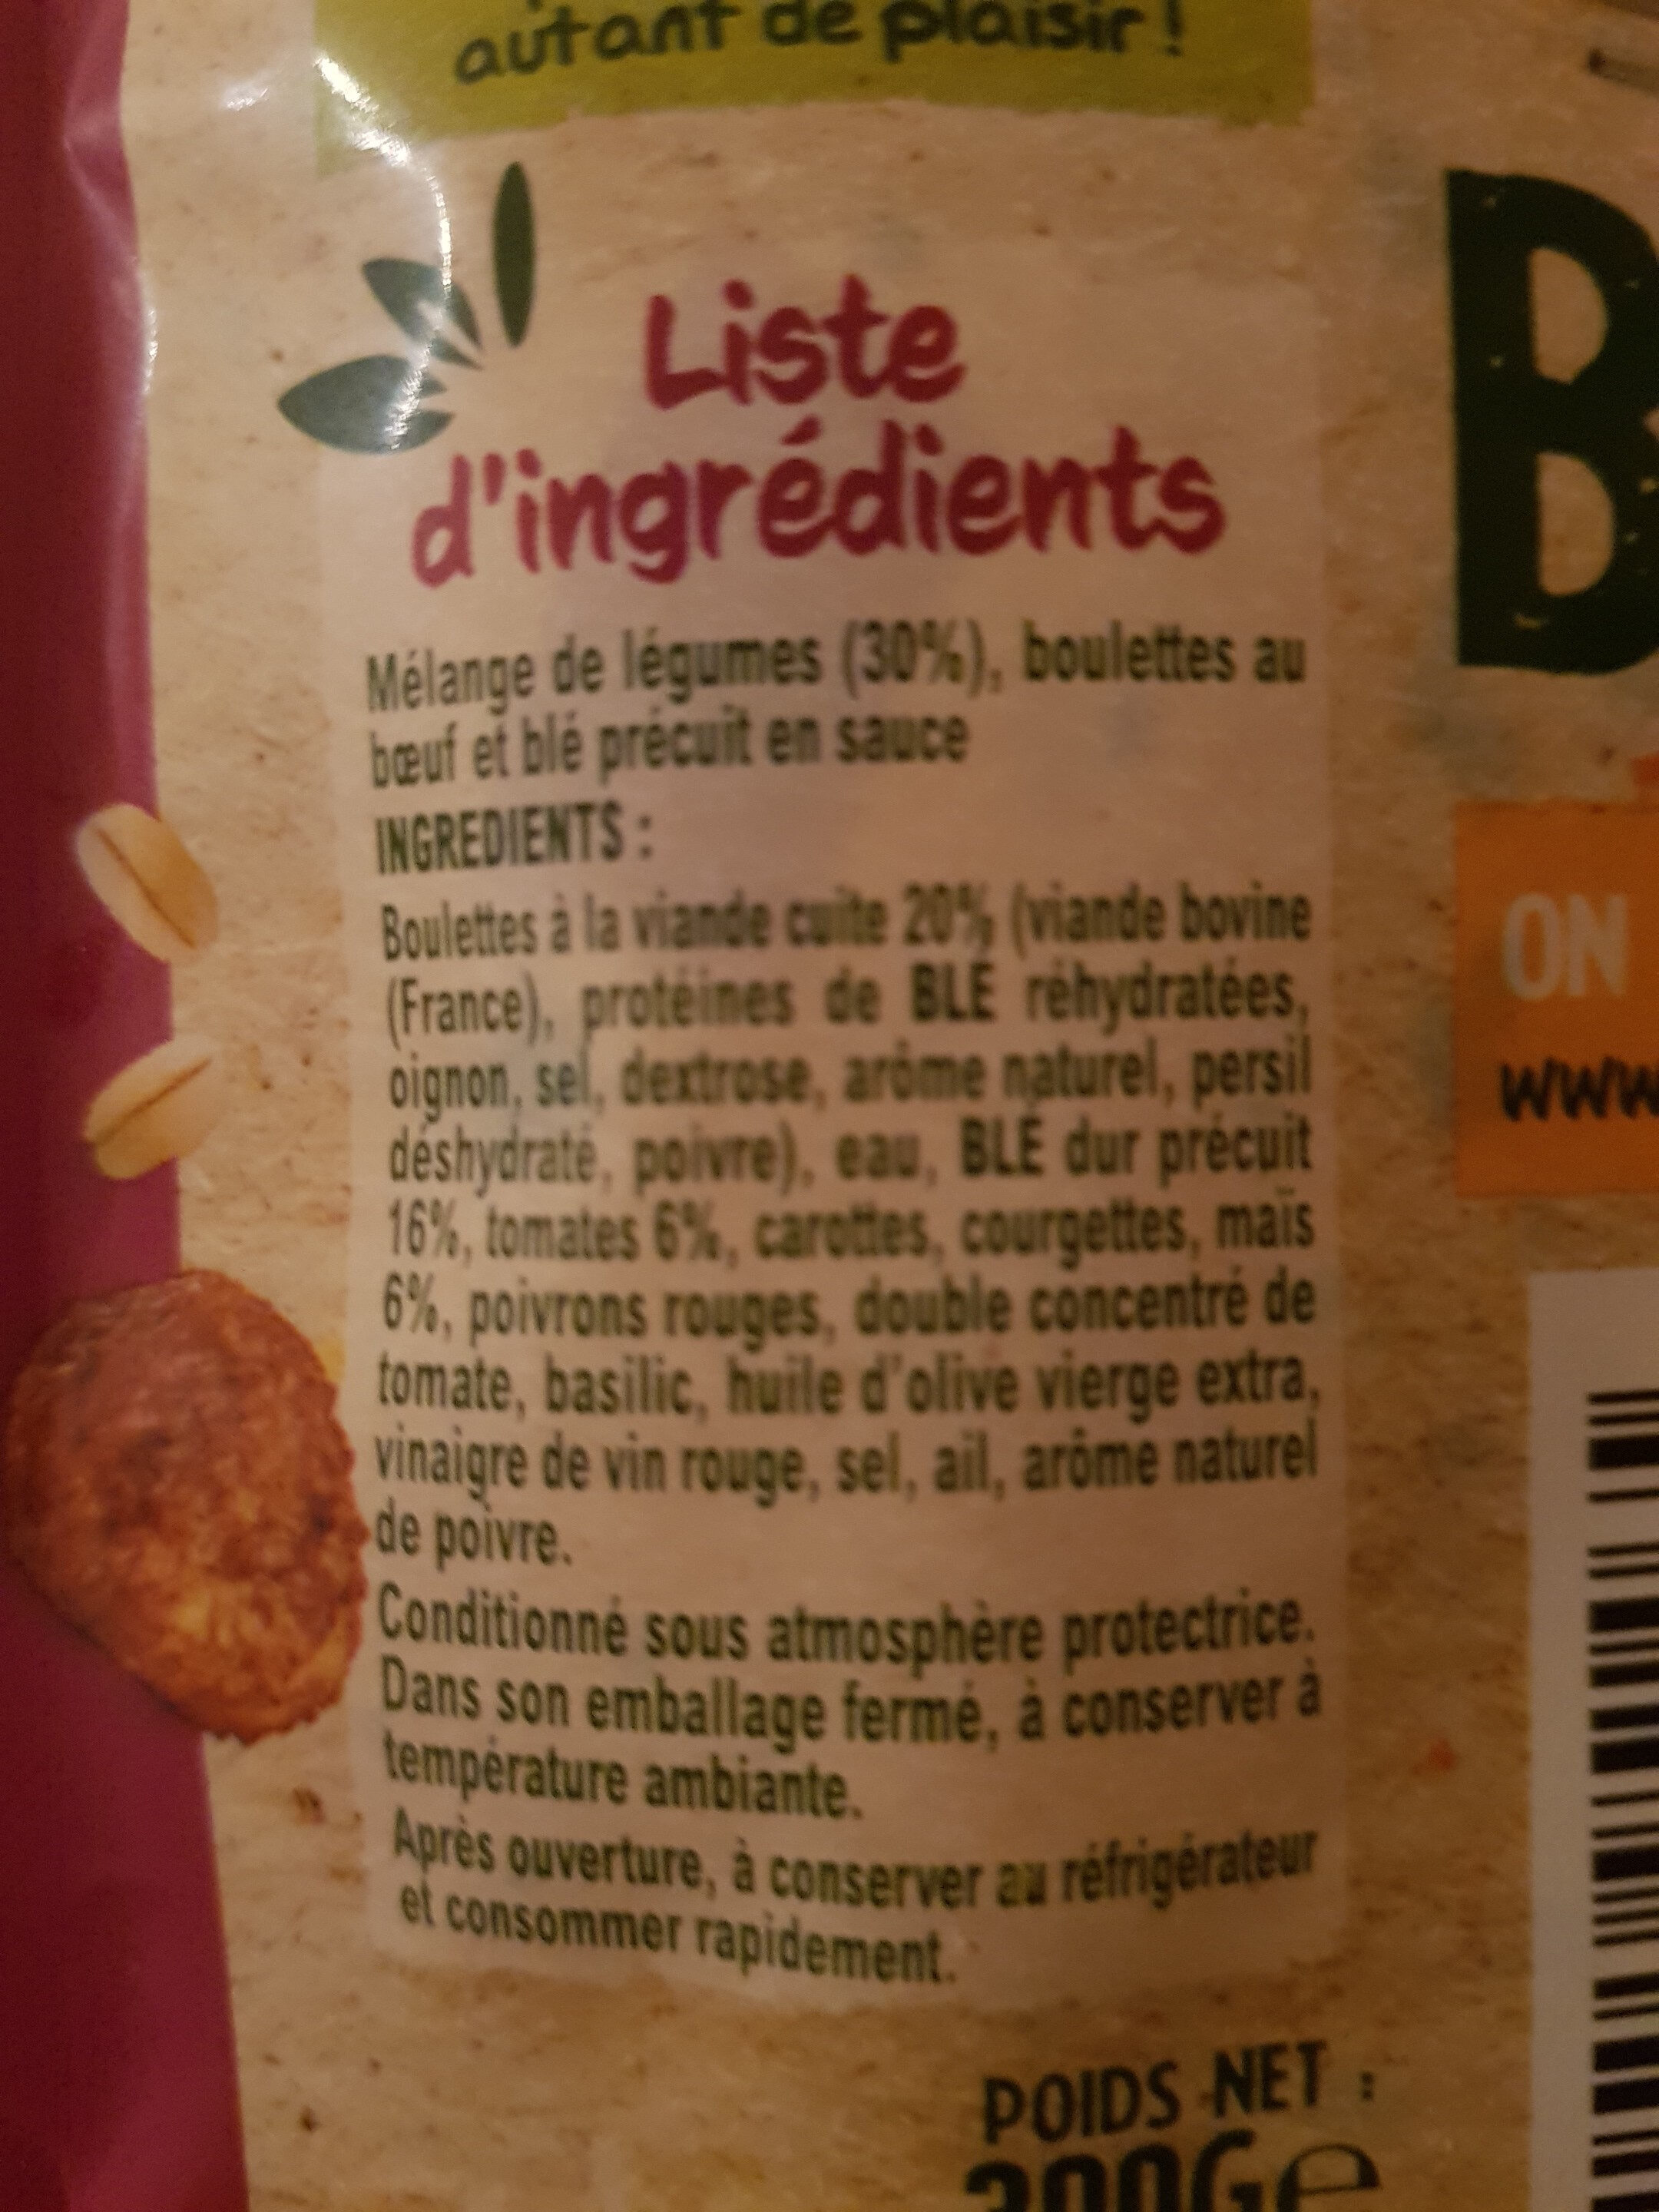 autant de plaisir !
Liste
d'ingrédients
Mélange de légumes (30%), boulettes au
bœuf et blé précuit en sauce
INGREDIENTS :
Boulettes à la viande cuite 20% (viande bovine
(France), protéines de BLÉ réhydratées,
oignon, sel, dextrose, arôme naturel, persil
déshydraté, poivre), eau, BLÉ dur précuit
16%, tomates 6%, carottes, courgettes, maïs
6%, poivrons rouges, double concentré de
tomate, basilic, huile d'olive vierge extra,
vinaigre de vin rouge, sel, ail, arôme naturel
de poivre.
Conditionné sous atmosphère protectrice.
Dans son emballage fermé, à conserver à
température ambiante.
Après ouverture, à conserver au réfrigérateur
et consommer rapidement.
POIDS NET :
B
ON
www